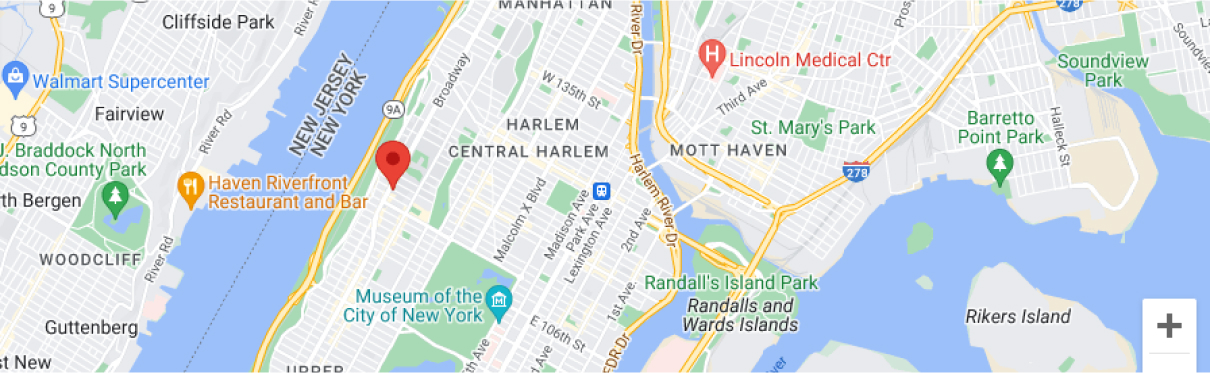 9
Cliffside Park
River Rd
MANHATTAN
River Dr
278
Walmart Supercenter
NEW JERSEY
NEW YORK
Broadway
W 135th St
Lincoln Medical Ctr
Third Ave
Soundview
Park
Soundview
Fairview
9
River Rd
9A
HARLEM
CENTRAL HARLEM
St. Mary's Park
MOTT HAVEN
Barretto
Point Park
Halleck St
J. Braddock North
dson County Park
rth Bergen
Haven Riverfront
Restaurant and Bar
Malcolm X Blvd
Madison Ave
Park Ave
Lexington Ave
2nd Ave
Harlem River Dr
278
WOODCLIFF
River Rd
Museum of the
City of New York
1st Ave.
Randall's Island Park
Randalls and
Wards Islands
Rikers Island
Guttenberg
E 106th St
FDR Dr
st New
UPPER
5th Ave
d Ave
River
+